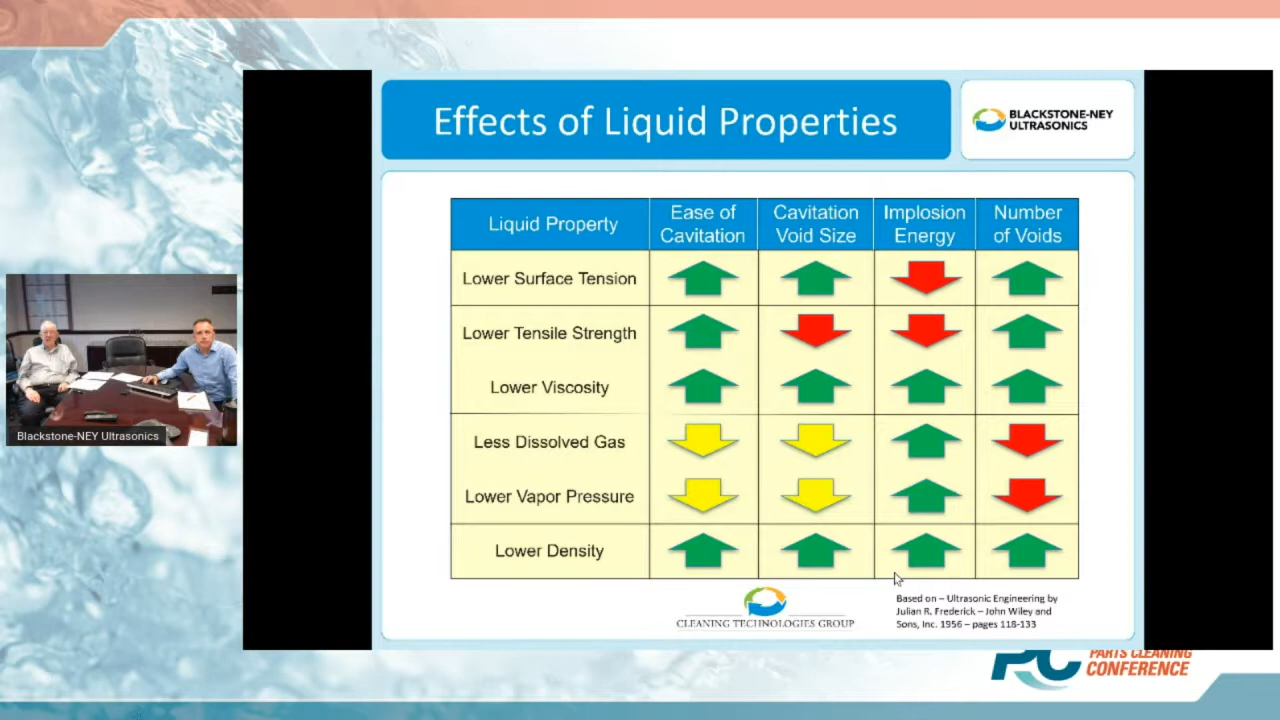 Effects of Liquid Properties
BLACKSTONE-NEY
ULTRASONICS
Liquid Property
Ease of
Cavitation
Cavitation
Void Size
Implosion
Energy
Number
of Voids
Lower Surface Tension
Lower Tensile Strength
Lower Viscosity
Less Dissolved Gas
Lower Vapor Pressure
Lower Density
Blackstone-NEY Ultrasonics
CLEANING TECHNOLOGIES GROUP
Based on – Ultrasonic Engineering by
Julian R. Frederick – John Wiley and
Sons, Inc. 1956 – pages 118-133
PC
PARTS CLEANING
CONFERENCE